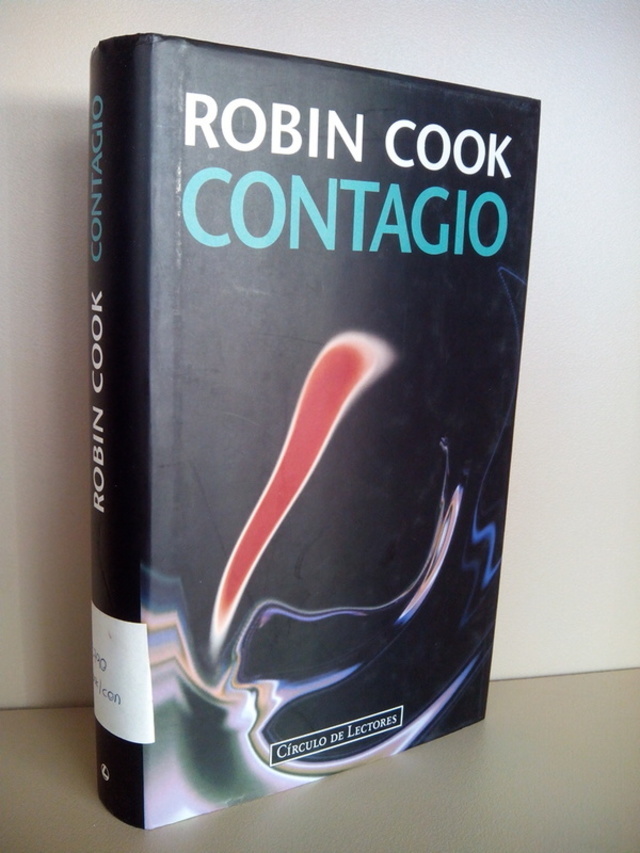 ROBIN COOK
CONTAGIO
CÍRCULO DE LECTORES
ROBIN COOK CONTAGIO